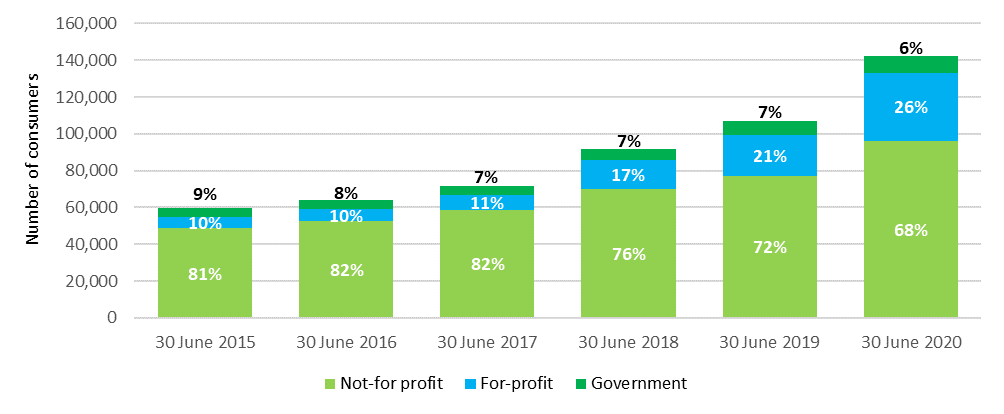 160,000
140,000
120,000
100,000
80,000
60,000
40,000
20,000
0
Number of consumers
9%
10%
81%
8%
10%
82%
7%
11%
82%
7%
17%
76%
7%
21%
72%
6%
26%
68%
30 June 2015
30 June 2016
30 June 2017
30 June 2018
30 June 2019
30 June 2020
Not-for profit
For-profit
Government